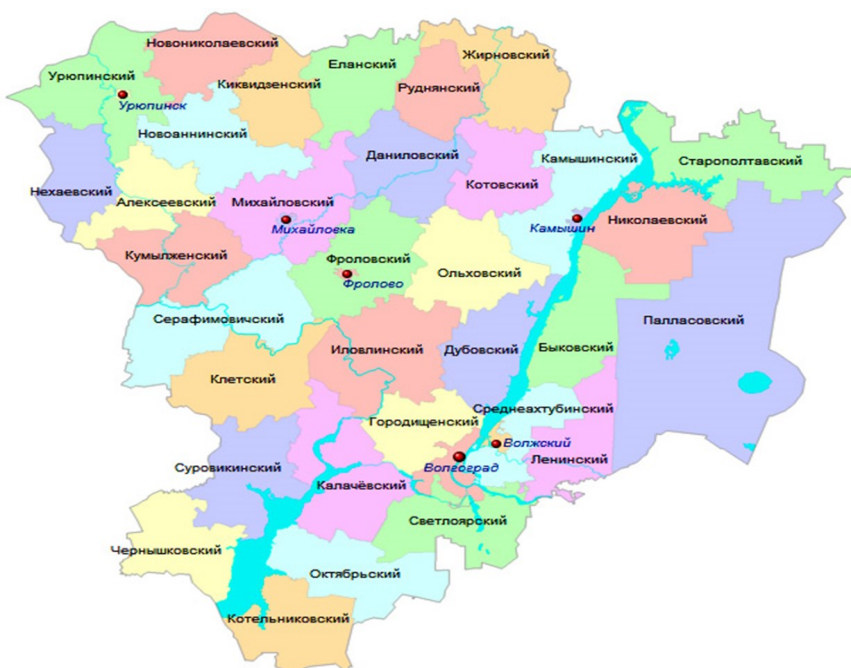 Новониколаевский
Жирновский
Еланский
Урюпинский
Киквидзенский
Руднянский
Урюпинск
Новоаннинский
Даниловский
Камышинский
Старополтавский
Котовский
Нехаевский
Алексеевский
Михайловский
Николаевский
Михайловка
Камышин
Кумылженский
Фроловский
Ольховский
Фролово
Серафимовичский
Палласовский
Иловлинский
Дубовский
Быковский
Клетский
Среднеахтубинский
Городищенский
Волжский
Ленинский
Волгоград
Суровикинский
Калачёвский
Светлоярский
Чернышковский
Октябрьский
Котельниковский